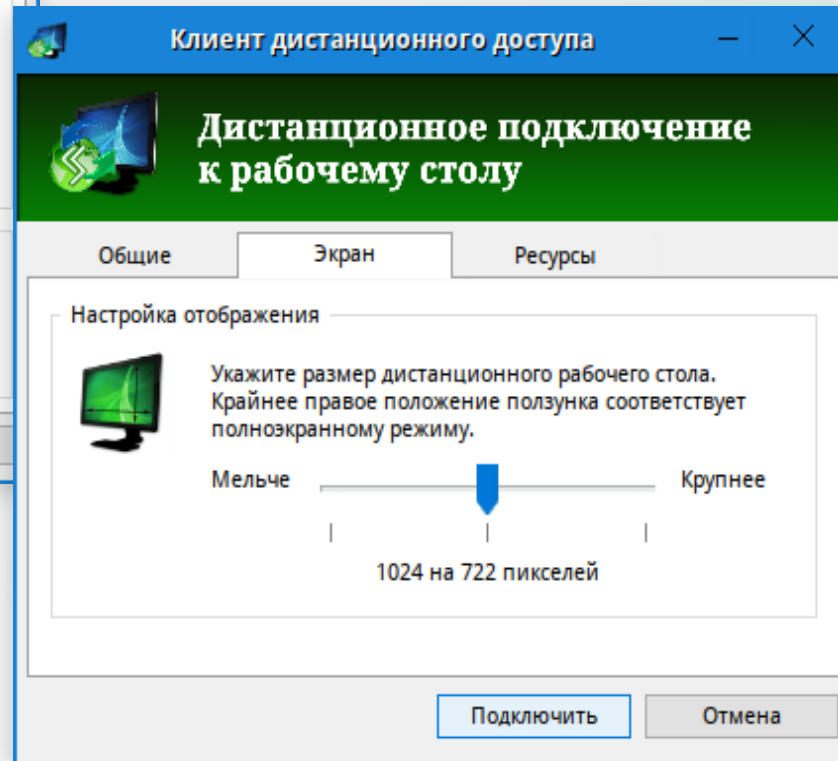 Клиент дистанционного доступа
Дистанционное подключение
к рабочему столу
Общие
Экран
Ресурсы
Настройка отображения
Укажите размер дистанционного рабочего стола.
Крайнее правое положение ползунка соответствует
полноэкранному режиму.
Мельче
Крупнее
1024 на 722 пикселей
Подключить
Отмена